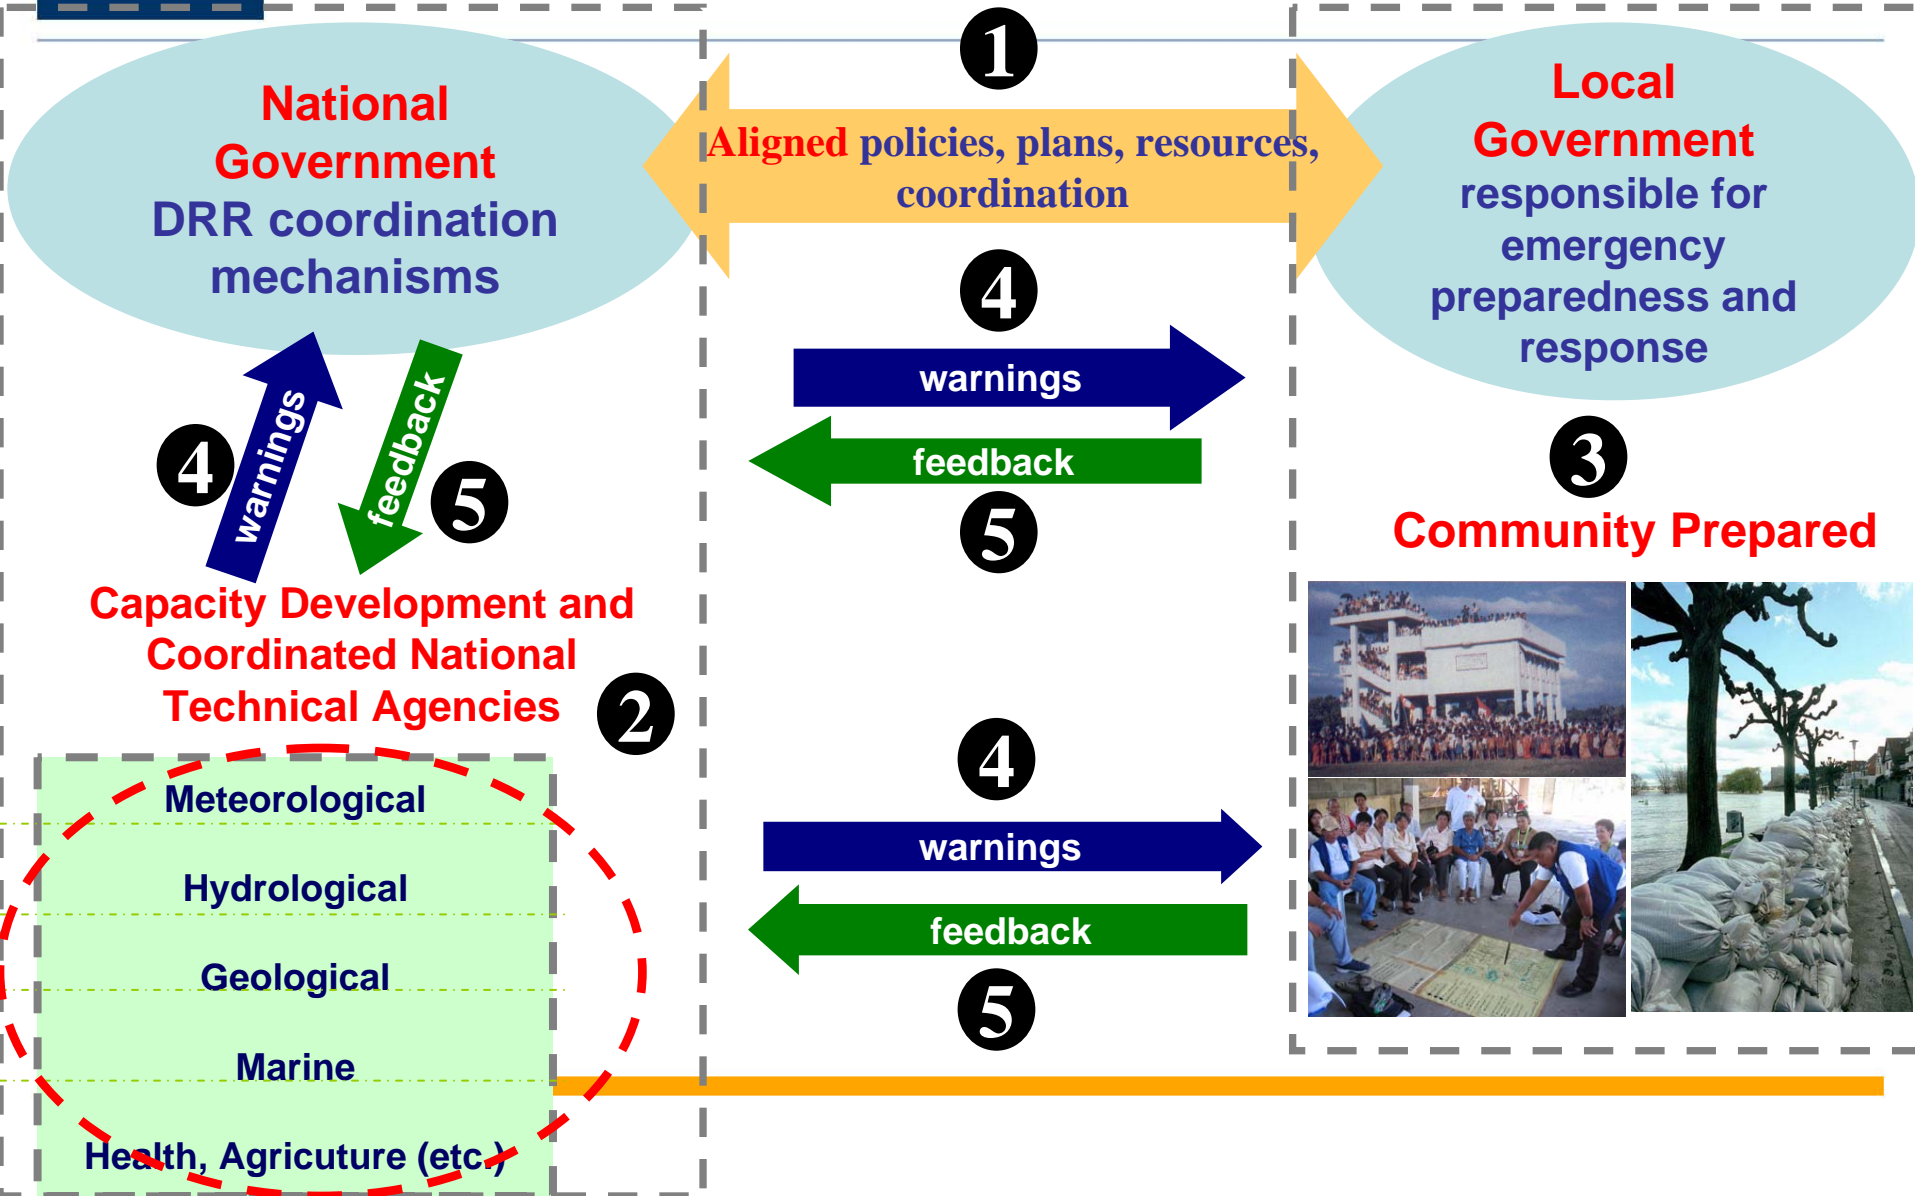 National
Government
DRR coordination
mechanisms
1
Aligned policies, plans, resources,
coordination
Local
Government
responsible for
emergency
preparedness and
response
4
warnings
feedback
5
4
warnings
feedback
5
3
Community Prepared
Capacity Development and
Coordinated National
Technical Agencies
2
Meteorological
Hydrological
Geological
Marine
Health, Agricuture (etc.)
4
warnings
feedback
5